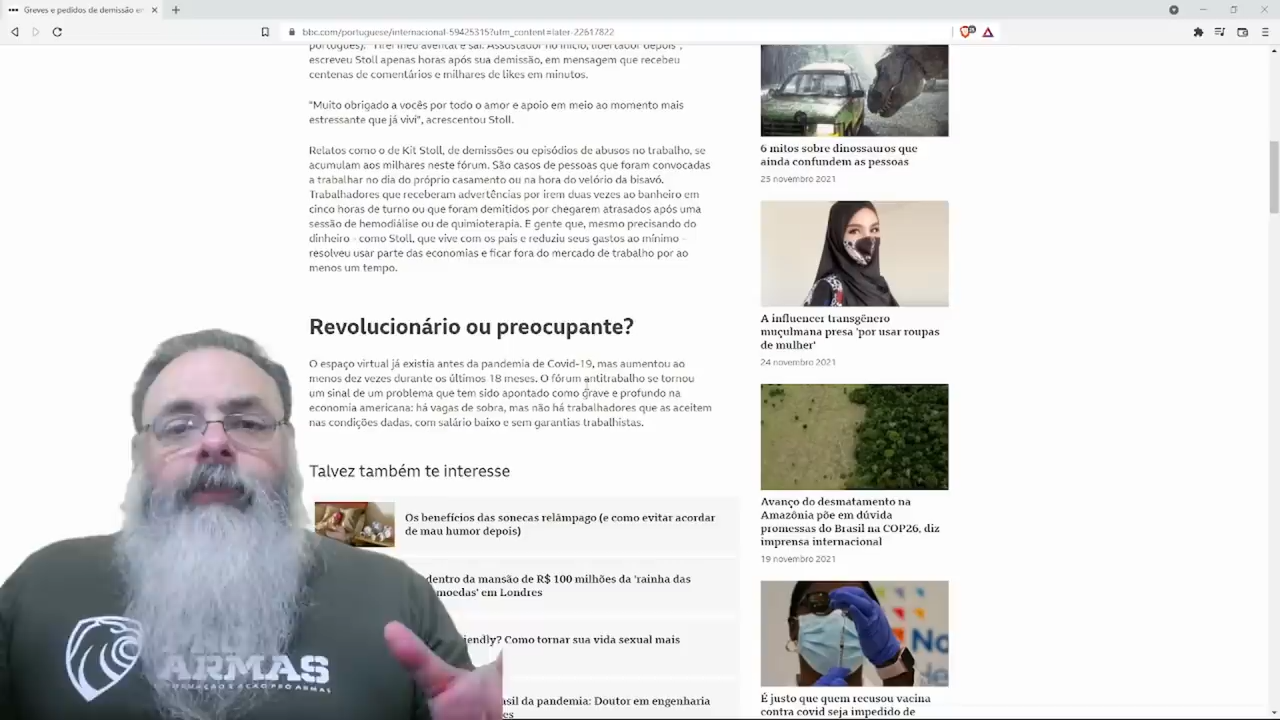 Greves e pedidos de demissão e
bbc.com/portuguese/internacional-59425315?utm_content=later-22617822
português). "Tirei meu avental e saí. Assustador no início, libertador depois",
escreveu Stoll apenas horas após sua demissão, em mensagem que recebeu
centenas de comentários e milhares de likes em minutos.
"Muito obrigado a vocês por todo o amor e apoio em meio ao momento mais
estressante que já vivi", acrescentou Stoll.
Relatos como o de Kit Stoll, de demissões ou episódios de abusos no trabalho, se
acumulam aos milhares neste fórum. São casos de pessoas que foram convocadas
a trabalhar no dia do próprio casamento ou na hora do velório da bisavó.
Trabalhadores que receberam advertências por irem duas vezes ao banheiro em
cinco horas de turno ou que foram demitidos por chegarem atrasados após uma
sessão de hemodiálise ou de quimioterapia. E gente que, mesmo precisando do
dinheiro - como Stoll, que vive com os pais e reduziu seus gastos ao mínimo -
resolveu usar parte das economias e ficar fora do mercado de trabalho por ao
menos um tempo.
Revolucionário ou preocupante?
O espaço virtual já existia antes da pandemia de Covid-19, mas aumentou ao
menos dez vezes durante os últimos 18 meses. O fórum antitrabalho se tornou
um sinal de um problema que tem sido apontado como grave e profundo na
economia americana: há vagas de sobra, mas não há trabalhadores que as aceitem
nas condições dadas, com salário baixo e sem garantias trabalhistas.
Talvez também te interesse
Os benefícios das sonecas relâmpago (e como evitar acordar
de mau humor depois)
dentro da mansão de R$ 100 milhões da 'rainha das
moedas' em Londres
iendly? Como tornar sua vida sexual mais
sil da pandemia: Doutor em engenharia
es
6 mitos sobre dinossauros que
ainda confundem as pessoas
25 novembro 2021
A influencer transgênero
muçulmana presa 'por usar roupas
de mulher'
24 novembro 2021
Avanço do desmatamento na
Amazônia põe em dúvida
promessas do Brasil na COP26, diz
imprensa internacional
19 novembro 2021
No
É justo que quem recusou vacina
contra covid seja impedido de
ARMAS